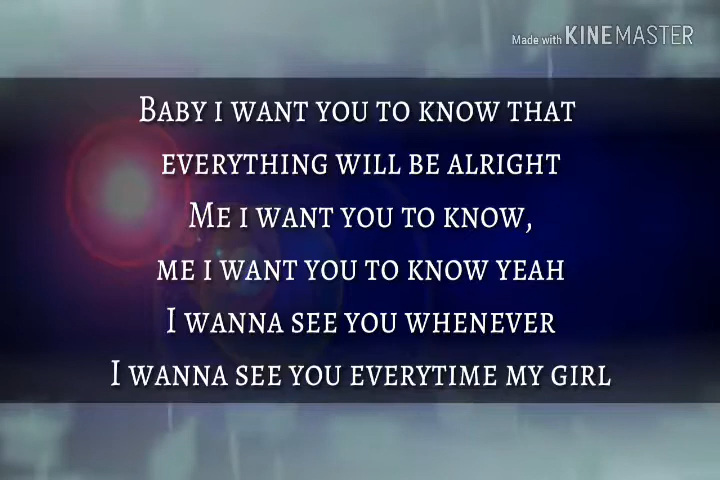 Made with KINEMASTER
Baby i want you to know that
everything will be alright
Me i want you to know,
me i want you to know yeah
I wanna see you whenever
I wanna see you everytime my girl